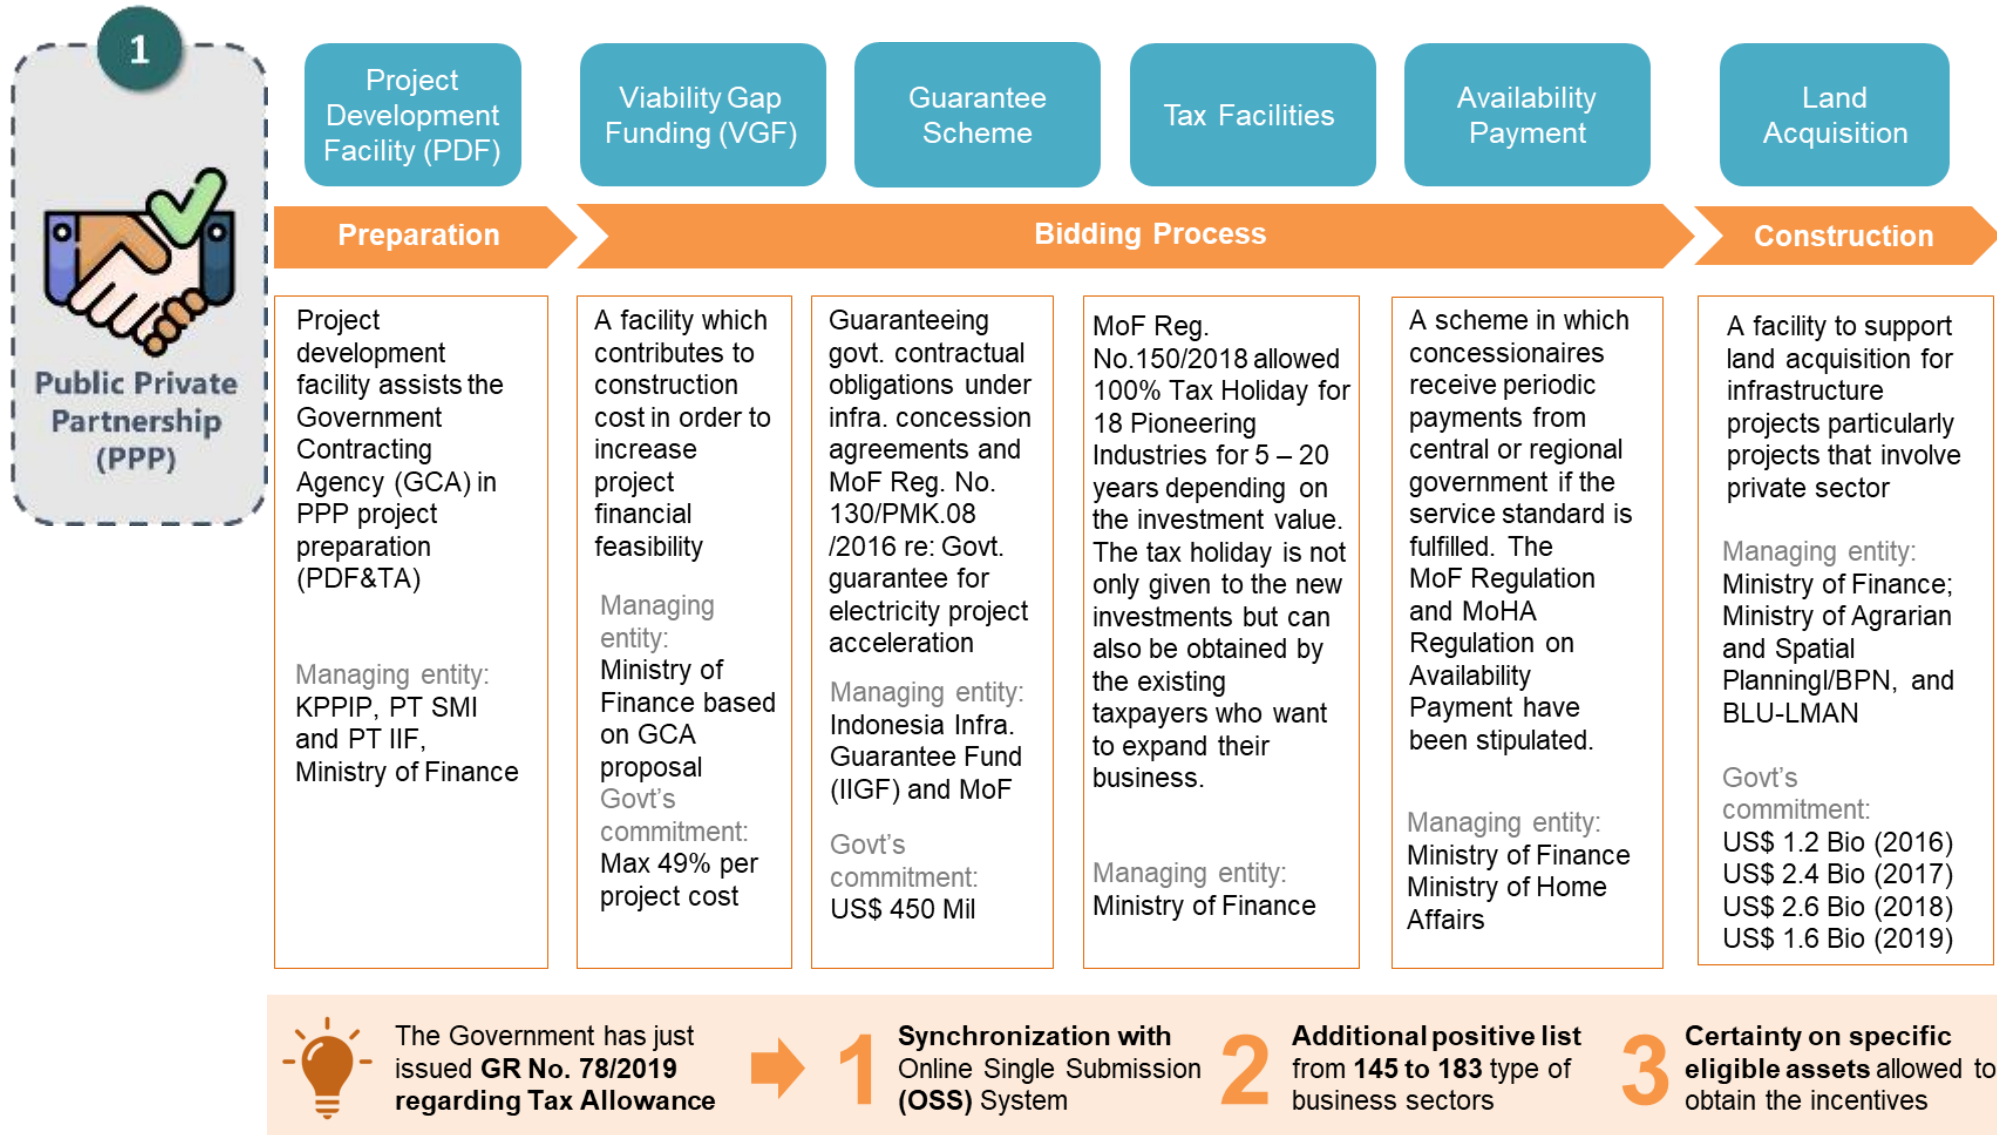 1
Public Private
Partnership
(PPP)
Project
Development
Facility (PDF)
Viability Gap
Funding (VGF)
Guarantee
Scheme
Tax Facilities
Availability
Payment
Land
Acquisition
Preparation
Bidding Process
Construction
Project
development
facility assists the
Government
Contracting
Agency (GCA) in
PPP project
preparation
(PDF&TA)
Managing entity:
KPPIP, PT SMI
and PT IIF,
Ministry of Finance
A facility which
contributes to
construction
cost in order to
increase
project
financial
feasibility
Managing
entity:
Ministry of
Finance based
on GCA
proposal
Govt's
commitment:
Max 49% per
project cost
Guaranteeing
govt. contractual
obligations under
infra. concession
agreements and
MoF Reg. No.
130/PMK.08
/2016 re: Govt.
guarantee for
electricity project
acceleration
Managing entity:
Indonesia Infra.
Guarantee Fund
(IIGF) and MoF
Govt's
commitment:
US$ 450 Mil
MoF Reg.
No.150/2018 allowed
100% Tax Holiday for
18 Pioneering
Industries for 5 – 20
years depending on
the investment value.
The tax holiday is not
only given to the new
investments but can
also be obtained by
the existing
taxpayers who want
to expand their
business.
Managing entity:
Ministry of Finance
A scheme in which
concessionaires
receive periodic
payments from
central or regional
government if the
service standard is
fulfilled. The
MoF Regulation
and MoHA
Regulation on
Availability
Payment have
been stipulated.
Managing entity:
Ministry of Finance
Ministry of Home
Affairs
A facility to support
land acquisition for
infrastructure
projects particularly
projects that involve
private sector
Managing entity:
Ministry of Finance;
Ministry of Agrarian
and Spatial
Planningl/BPN, and
BLU-LMAN
Govt's
commitment:
US$ 1.2 Bio (2016)
US$ 2.4 Bio (2017)
US$ 2.6 Bio (2018)
US$ 1.6 Bio (2019)
The Government has just
issued GR No. 78/2019
regarding Tax Allowance
1
Synchronization with
Online Single Submission
(OSS) System
2
Additional positive list
from 145 to 183 type of
business sectors
3
Certainty on specific
eligible assets allowed to
obtain the incentives